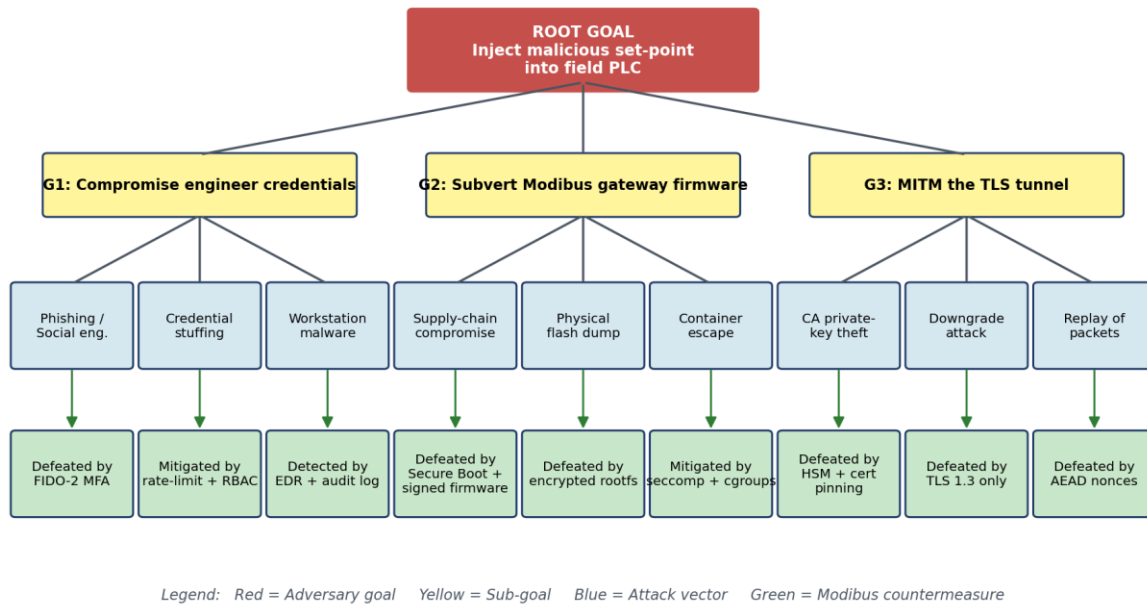 ROOT GOAL
Inject malicious set-point
into field PLC
G1: Compromise engineer credentials
G2: Subvert Modbus gateway firmware
G3: MITM the TLS tunnel
Phishing /
Social eng.
Credential
stuffing
Workstation
malware
Supply-chain
compromise
Physical
flash dump
Container
escape
CA private-
key theft
Downgrade
attack
Replay of
packets
Defeated by
FIDO-2 MFA
Mitigated by
rate-limit + RBAC
Detected by
EDR + audit log
Defeated by
Secure Boot +
signed firmware
Defeated by
encrypted rootfs
Mitigated by
seccomp + cgroups
Defeated by
HSM + cert
pinning
Defeated by
TLS 1.3 only
Defeated by
AEAD nonces
Legend:   Red = Adversary goal     Yellow = Sub-goal     Blue = Attack vector     Green = Modibus countermeasure